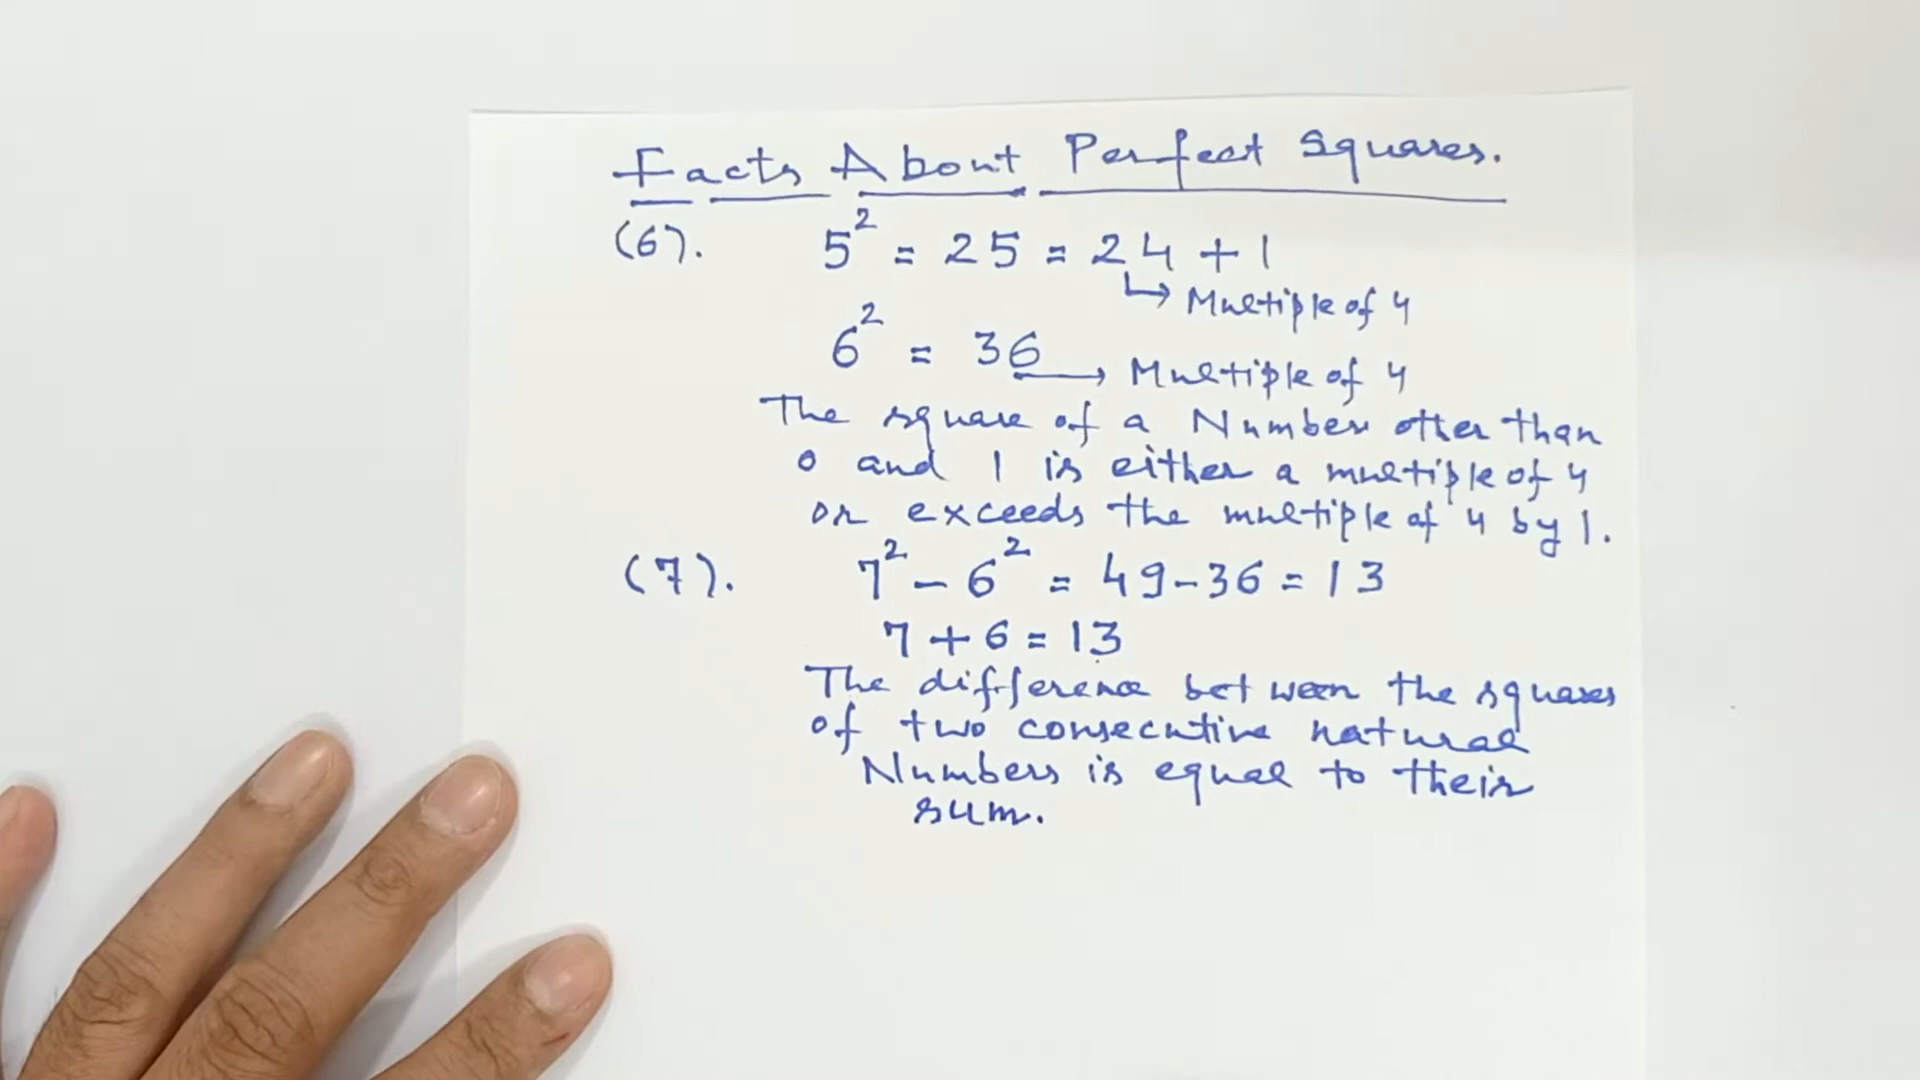 Facts About Perfect Squares.
(6). 5² = 25 = 24 + 1
↳ Multiple of 4
6² = 36 → Multiple of 4
The square of a Number other than
0 and 1 is either a multiple of 4
or exceeds the multiple of 4 by 1.
(7). 7² - 6² = 49 - 36 = 13
7 + 6 = 13
The difference between the squares
of two consecutive natural
Numbers is equal to their
sum.